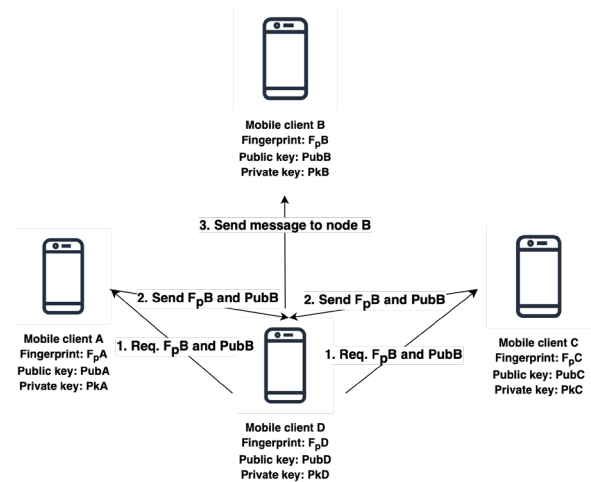 Mobile client B
Fingerprint: FpB
Public key: PubB
Private key: PkB
3. Send message to node B
2. Send FpB and PubB
2. Send FpB and PubB
1. Req. FpB and PubB
1. Req. FpB and PubB
Mobile client A
Fingerprint: FpA
Public key: PubA
Private key: PkA
Mobile client C
Fingerprint: FpC
Public key: PubC
Private key: PkC
Mobile client D
Fingerprint: FpD
Public key: PubD
Private key: PkD